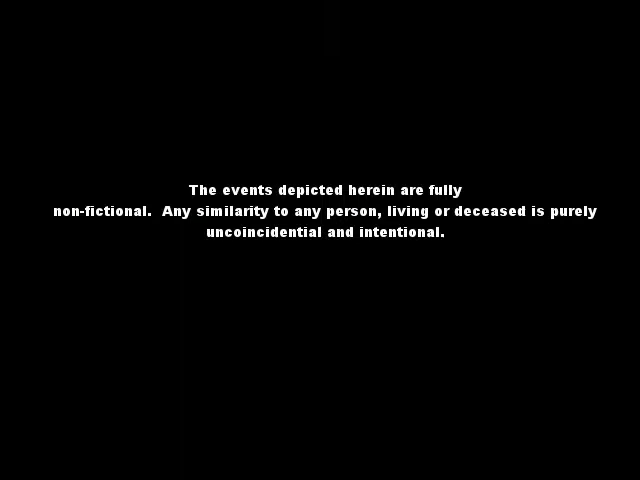 The events depicted herein are fully
non-fictional.  Any similarity to any person, living or deceased is purely
uncoincidential and intentional.